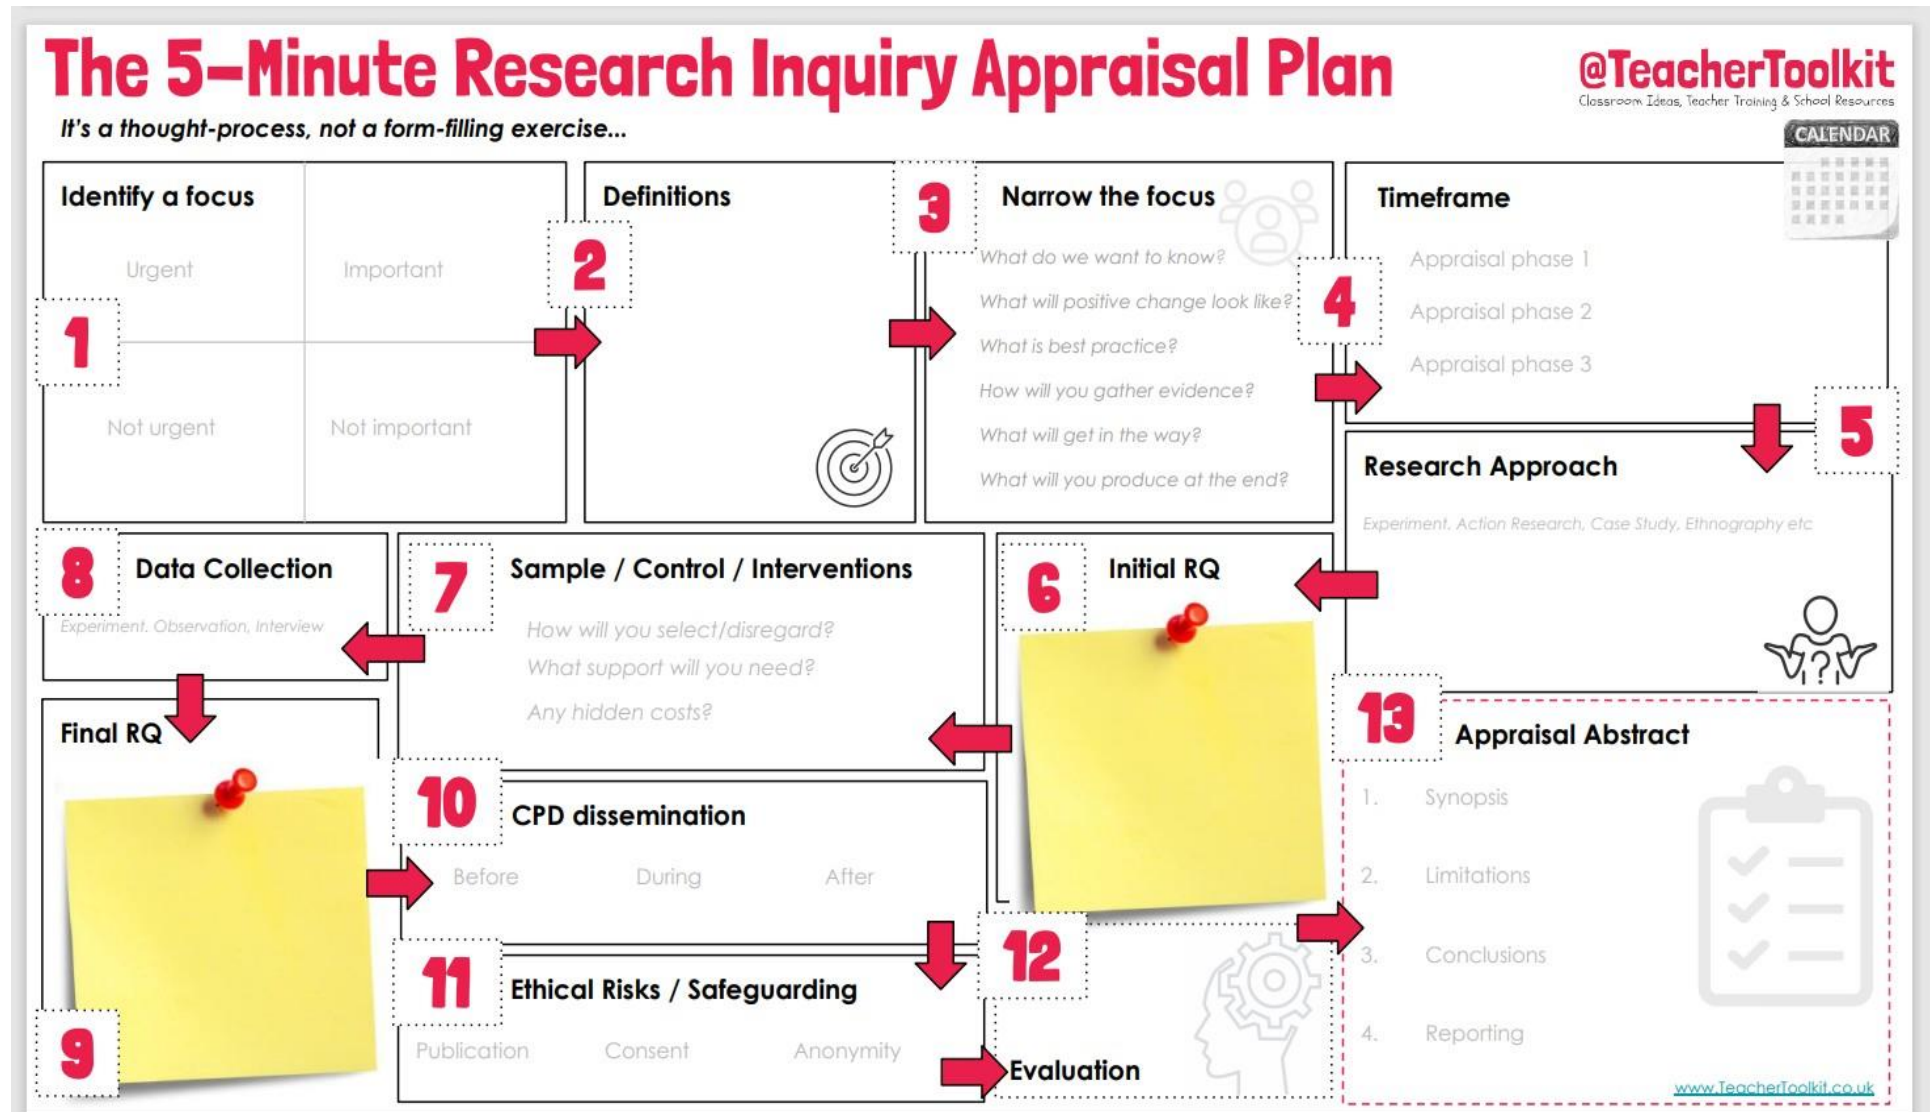 The 5-Minute Research Inquiry Appraisal Plan
@TeacherToolkit
Classroom Ideas, Teacher Training & School Resources
It's a thought-process, not a form-filling exercise...
CALENDAR
1
Identify a focus
Urgent
Important
Not urgent
Not important
2
Definitions
3
Narrow the focus
What do we want to know?
What will positive change look like?
What is best practice?
How will you gather evidence?
What will get in the way?
What will you produce at the end?
4
Timeframe
Appraisal phase 1
Appraisal phase 2
Appraisal phase 3
5
Research Approach
Experiment. Action Research, Case Study, Ethnography etc
?
6
Initial RQ
7
Sample / Control / Interventions
How will you select/disregard?
What support will you need?
Any hidden costs?
8
Data Collection
Experiment. Observation, Interview
Final RQ
9
10
CPD dissemination
Before
During
After
11
Ethical Risks / Safeguarding
Publication
Consent
Anonymity
12
Evaluation
13
Appraisal Abstract
1. Synopsis
2. Limitations
3. Conclusions
4. Reporting
www.TeacherToolkit.co.uk